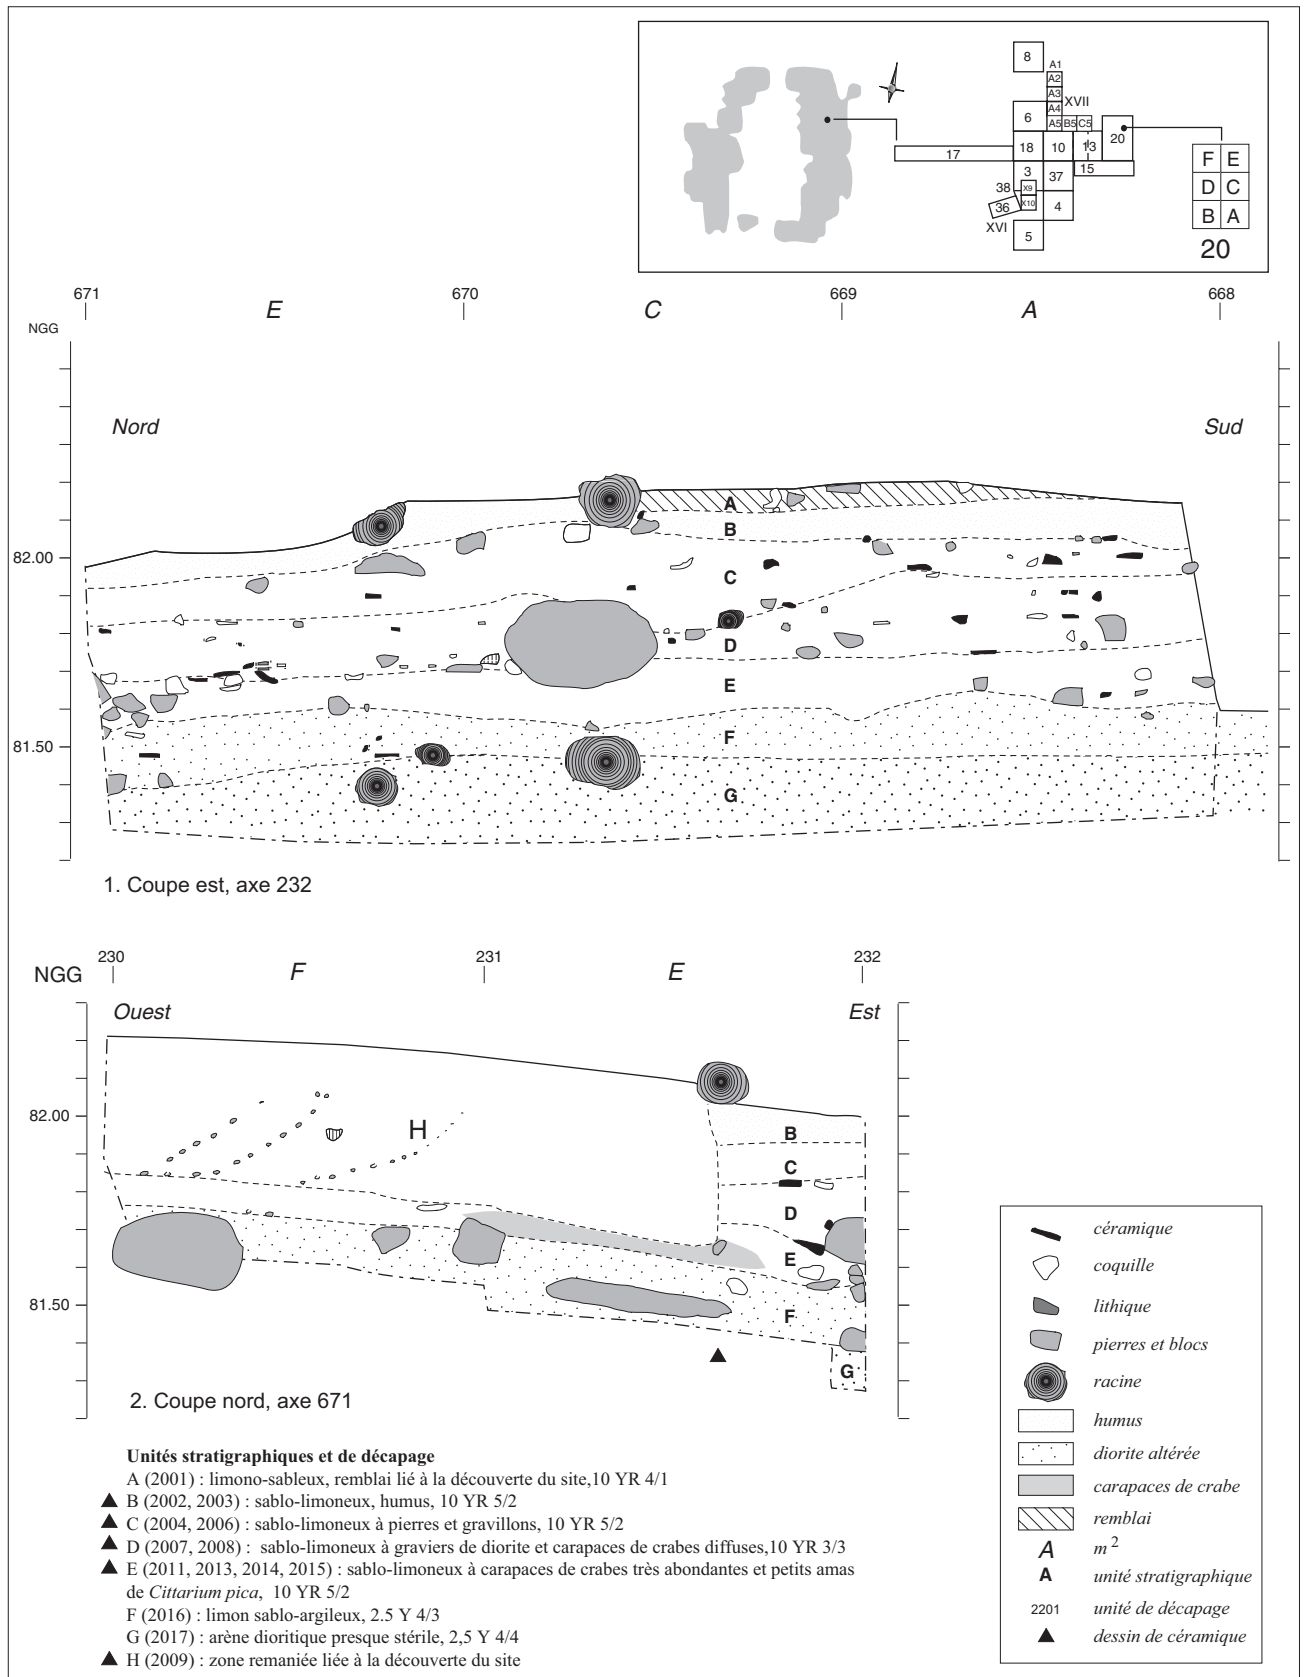 8
A1
A2
A3
A4 XVII
6
A5 B5 C5
20
18 10 13
17
15
3 37
38 X9
36 X10
4
XVI
5
F E
D C
B A
20
671 E 670 C 669 A 668
NGG
Nord Sud
A
B
82.00
C
D
E
81.50
F
G
1. Coupe est, axe 232
230 F 231 E 232
NGG
Ouest Est
82.00
H
B
C
D
E
81.50
F
G
2. Coupe nord, axe 671
Unités stratigraphiques et de décapage
A (2001) : limono-sableux, remblai lié à la découverte du site,10 YR 4/1
▲ B (2002, 2003) : sablo-limoneux, humus, 10 YR 5/2
▲ C (2004, 2006) : sablo-limoneux à pierres et gravillons, 10 YR 5/2
▲ D (2007, 2008) : sablo-limoneux à graviers de diorite et carapaces de crabes diffuses,10 YR 3/3
▲ E (2011, 2013, 2014, 2015) : sablo-limoneux à carapaces de crabes très abondantes et petits amas
de Cittarium pica, 10 YR 5/2
F (2016) : limon sablo-argileux, 2.5 Y 4/3
G (2017) : arène dioritique presque stérile, 2,5 Y 4/4
▲ H (2009) : zone remaniée liée à la découverte du site
céramique
coquille
lithique
pierres et blocs
racine
humus
diorite altérée
carapaces de crabe
remblai
A m 2
A unité stratigraphique
2201 unité de décapage
▲ dessin de céramique